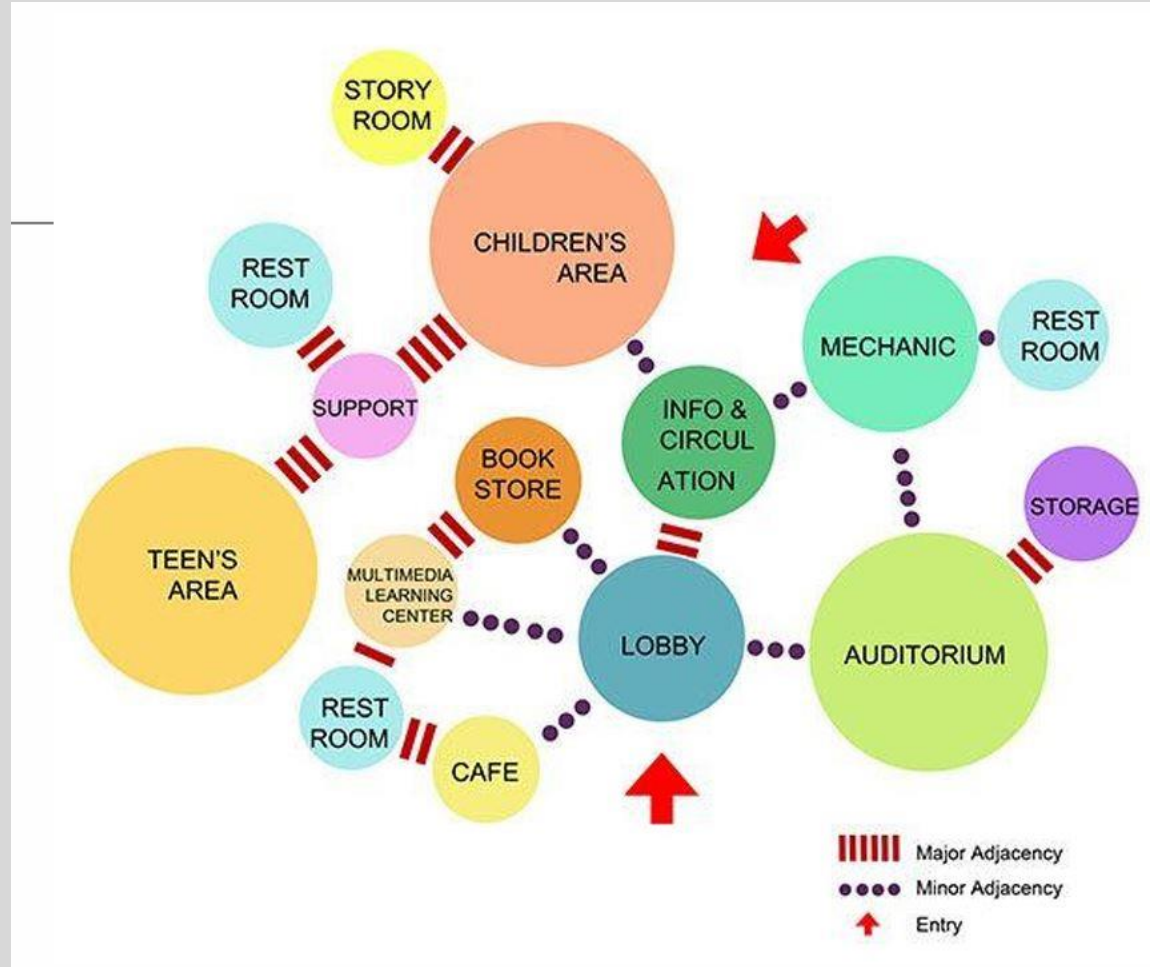 STORY
ROOM
CHILDREN'S
AREA
REST
ROOM
MECHANIC
REST
ROOM
SUPPORT
INFO &
CIRCUL
ATION
BOOK
STORE
STORAGE
TEEN'S
AREA
MULTIMEDIA
LEARNING
CENTER
LOBBY
AUDITORIUM
REST
ROOM
CAFE
Major Adjacency
Minor Adjacency
Entry